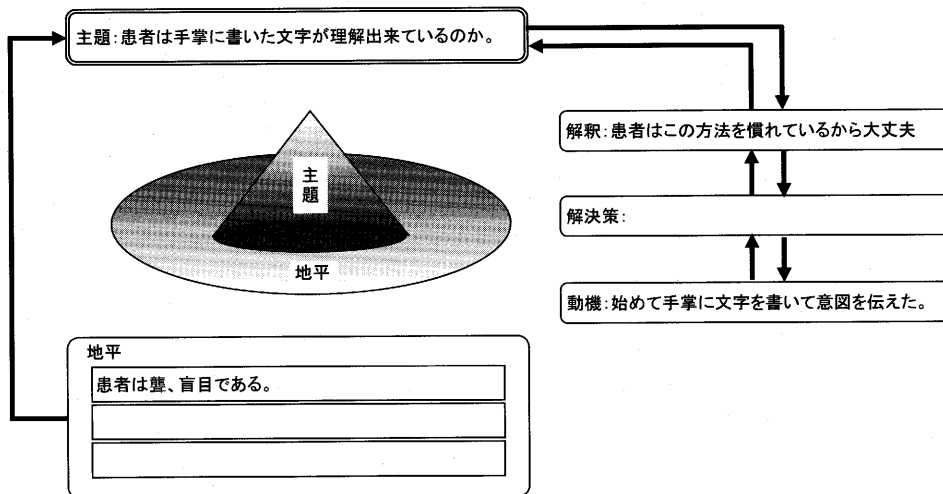 主題：患者は手掌に書いた文字が理解出来ているのか。
解釈：患者はこの方法を慣れているから大丈夫
主題
解決策：
地平
動機：始めて手掌に文字を書いて意図を伝えた。
地平
患者は聾、盲目である。